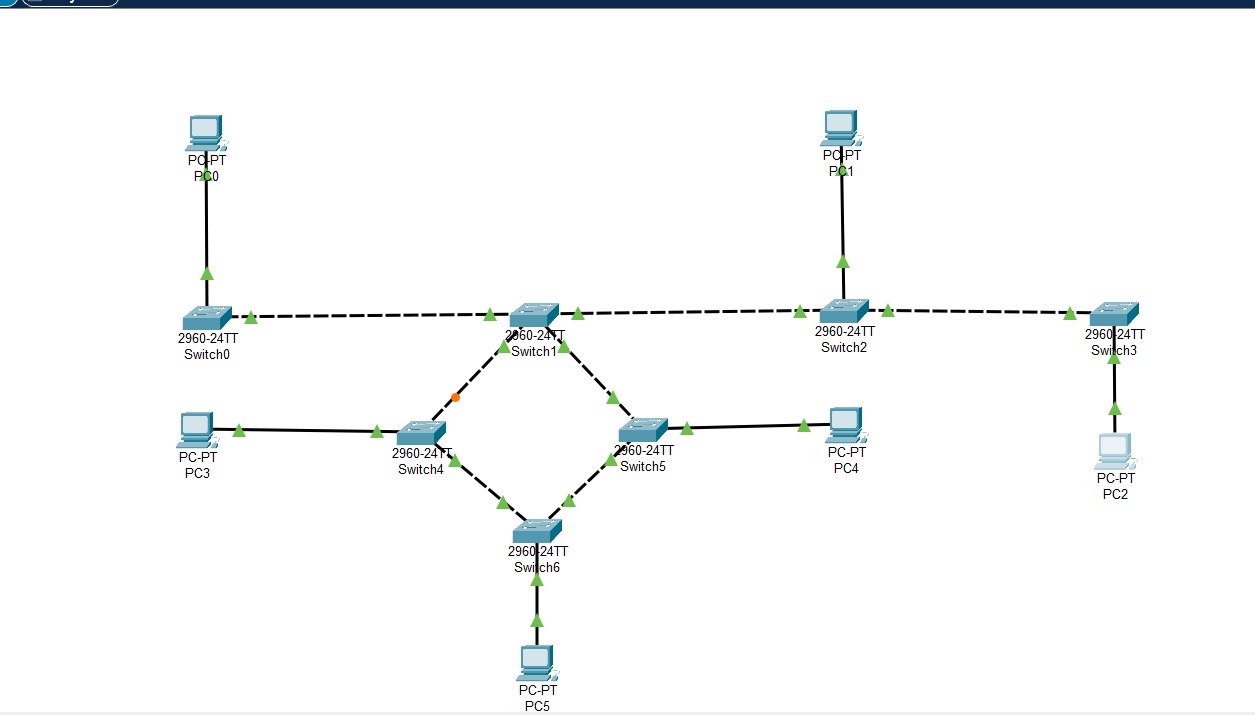 PC-PT
PC0
PC-PT
PC1
2960-24TT
Switch0
2960-24TT
Switch1
2960-24TT
Switch2
2960-24TT
Switch3
PC-PT
PC3
2960-24TT
Switch4
2960-24TT
Switch5
PC-PT
PC4
PC-PT
PC2
2960-24TT
Switch6
PC-PT
PC5